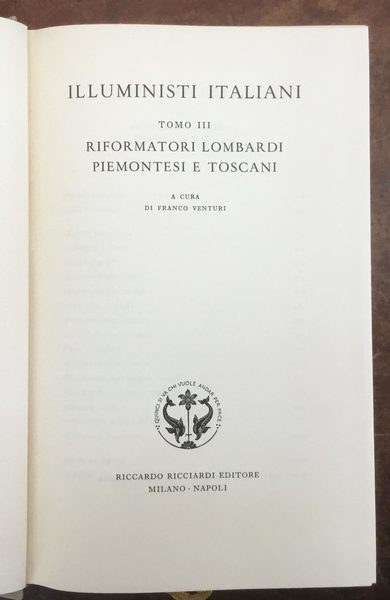 ILLUMINISTI ITALIANI
TOMO III
RIFORMATORI LOMBARDI
PIEMONTESI E TOSCANI
A CURA
DI FRANCO VENTURI
QUINCI SI VA CHI VUOLE ANDAR PER PACE
RICCARDO RICCIARDI EDITORE
MILANO · NAPOLI